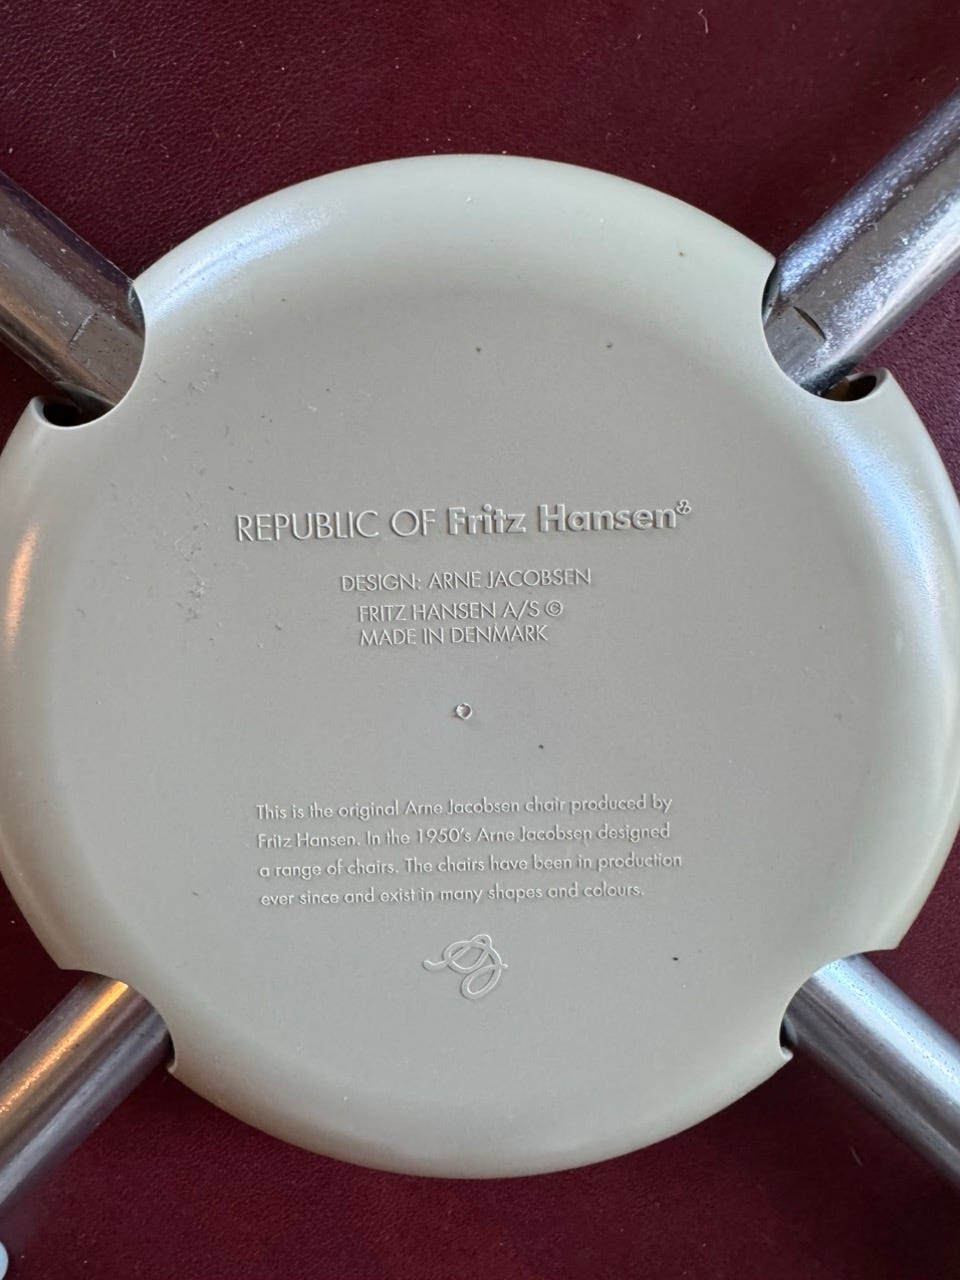 REPUBLIC OF Fritz Hansen
DESIGN: ARNE JACOBSEN
FRITZ HANSEN A/S ©
MADE IN DENMARK
This is the original Arne Jacobsen chair produced by
Fritz Hansen. In the 1950's Arne Jacobsen designed
a range of chairs. The chairs have been in production
ever since and exist in many shapes and colours.